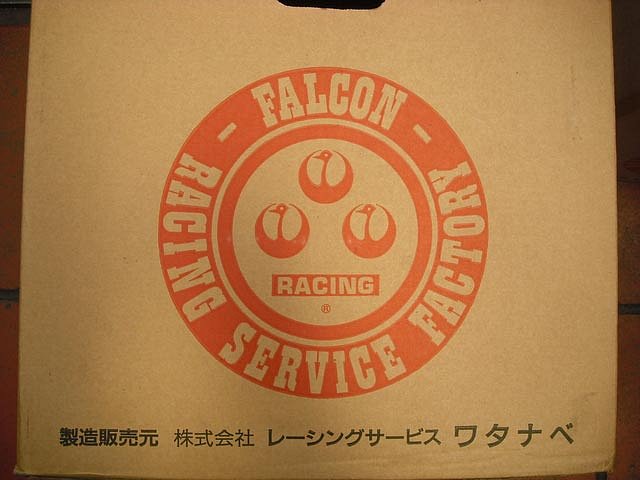 - FALCON -
RACING SERVICE FACTORY
RACING
®
製造販売元 株式会社 レーシングサービス ワタナベ